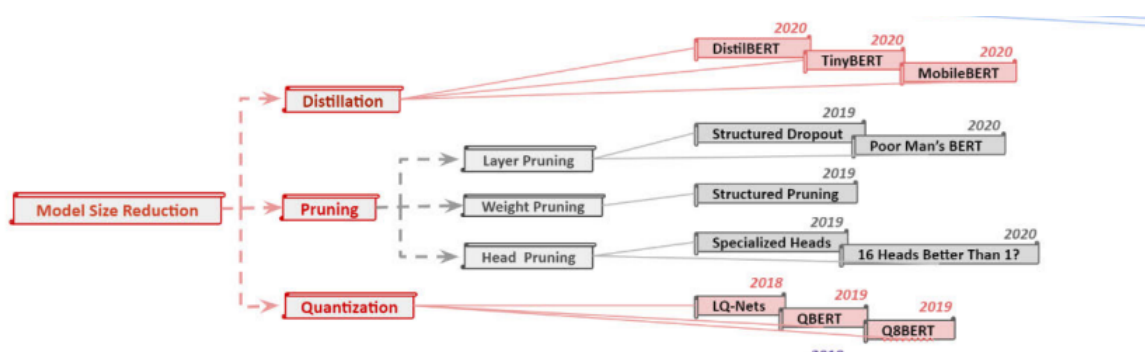 2020
DistilBERT
2020
TinyBERT
2020
MobileBERT
Distillation
2019
Structured Dropout
2020
Poor Man's BERT
Layer Pruning
2019
Structured Pruning
Model Size Reduction
Pruning
Weight Pruning
2019
Specialized Heads
2020
16 Heads Better Than 1?
Head Pruning
2018
LQ-Nets
2019
QBERT
2019
Q8BERT
Quantization